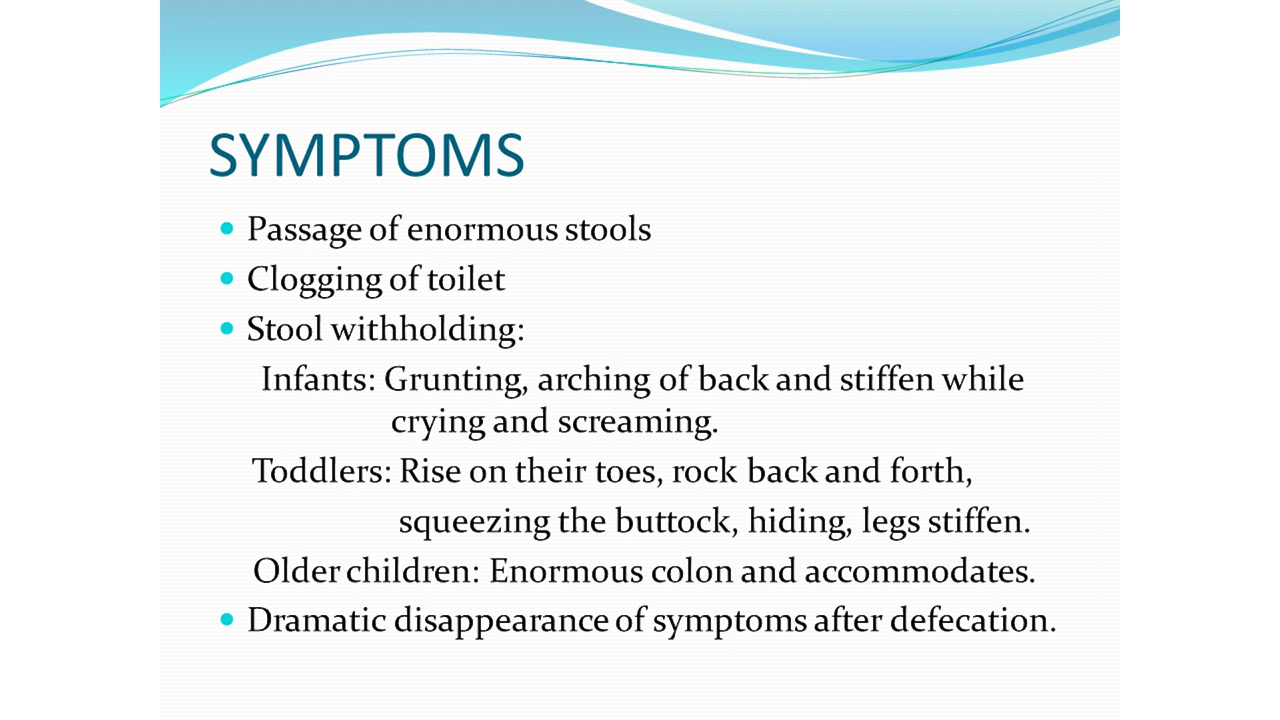 SYMPTOMS
• Passage of enormous stools
• Clogging of toilet
• Stool withholding:
Infants: Grunting, arching of back and stiffen while
crying and screaming.
Toddlers: Rise on their toes, rock back and forth,
squeezing the buttock, hiding, legs stiffen.
Older children: Enormous colon and accommodates.
• Dramatic disappearance of symptoms after defecation.